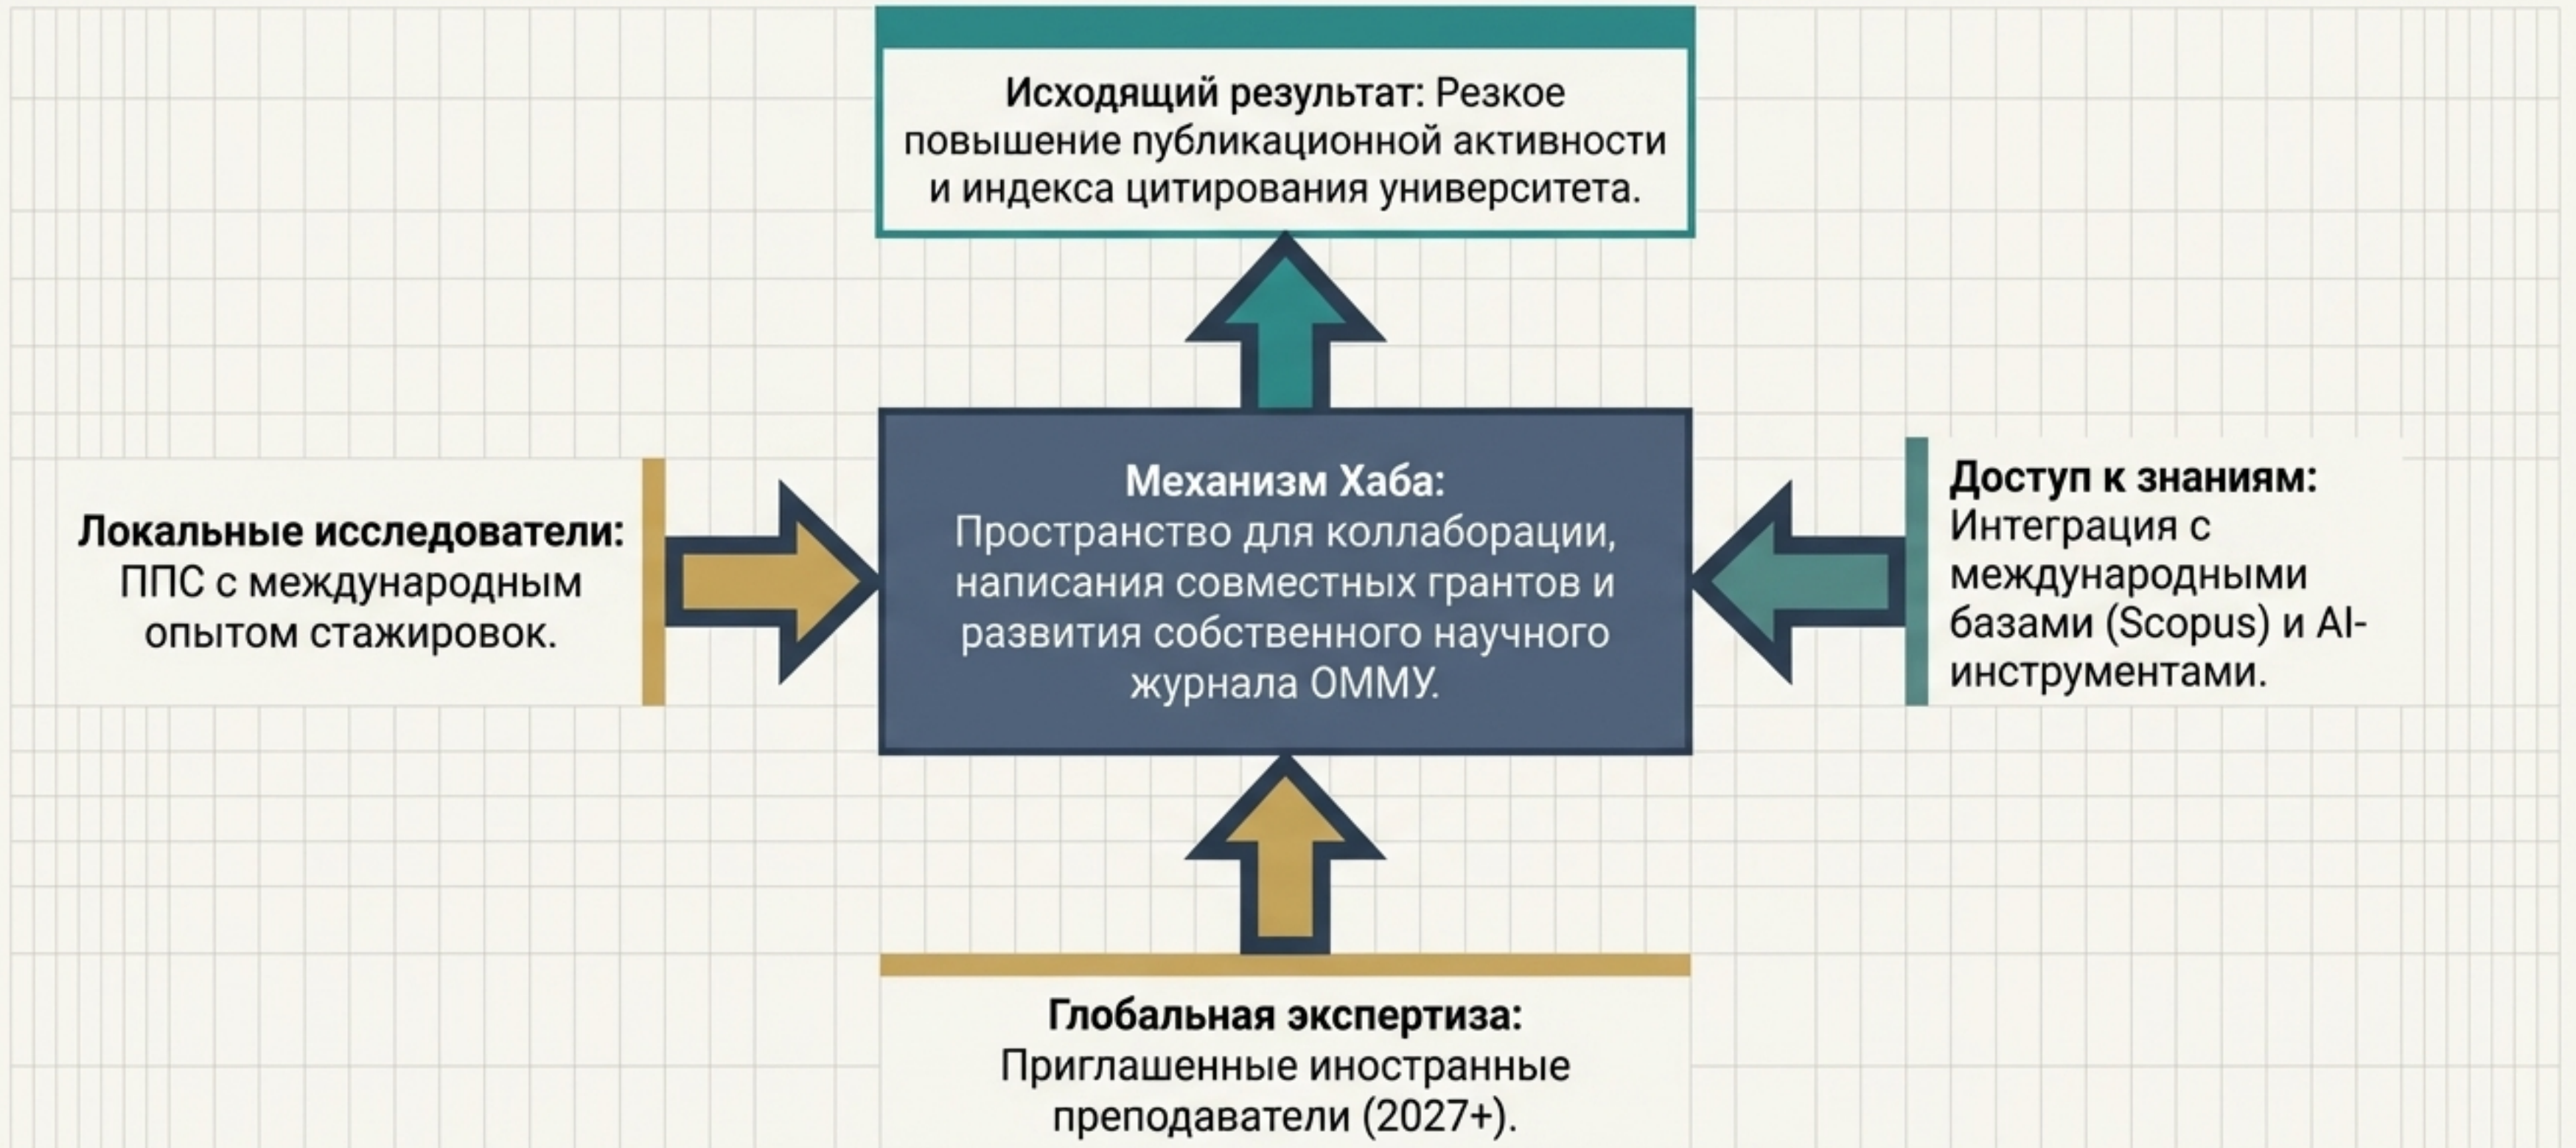 Исходящий результат: Резкое
повышение публикационной активности
и индекса цитирования университета.
Локальные исследователи:
ППС с международным
опытом стажировок.
Механизм Хаба:
Пространство для коллаборации,
написания совместных грантов и
развития собственного научного
журнала ОММУ.
Доступ к знаниям:
Интеграция с
международными
базами (Scopus) и AI-
инструментами.
Глобальная экспертиза:
Приглашенные иностранные
преподаватели (2027+).